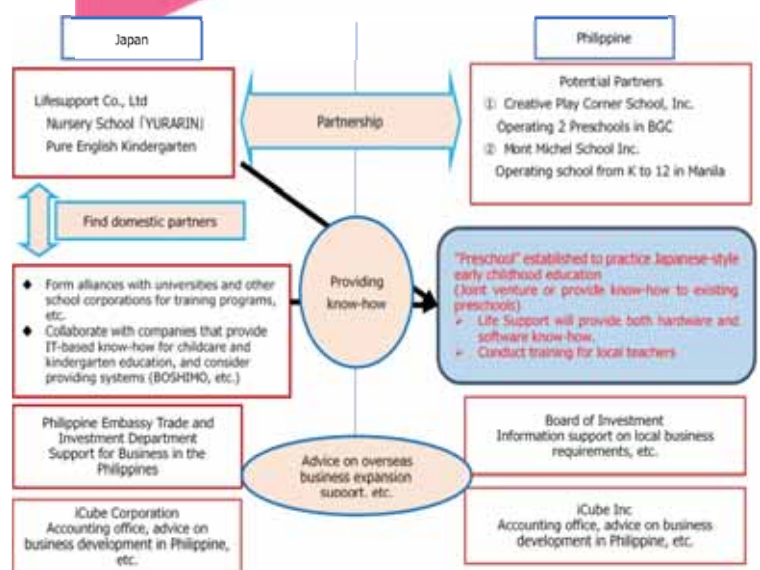 Japan
Philippine
Lifesupport Co., Ltd
Nursery School「YURARIN」
Pure English Kindergarten
Partnership
Potential Partners
① Creative Play Corner School, Inc.
Operating 2 Preschools in BGC
② Mont Michel School Inc.
Operating school from K to 12 in Manila
Find domestic partners
◆ Form alliances with universities and other
school corporations for training programs,
etc.
◆ Collaborate with companies that provide
IT-based know-how for childcare and
kindergarten education, and consider
providing systems (BOSHIMO, etc.)
Providing
know-how
"Preschool" established to practice Japanese-style
early childhood education
(Joint venture or provide know-how to existing
preschools)
➢ Life Support will provide both hardware and
software know-how.
➢ Conduct training for local teachers
Philippine Embassy Trade and
Investment Department
Support for Business in the
Philippines
Advice on overseas
business expansion
support, etc.
Board of Investment
Information support on local business
requirements, etc.
iCube Corporation
Accounting office, advice on
business development in Philippine,
etc.
iCube Inc
Accounting office, advice on business
development in Philippine, etc.